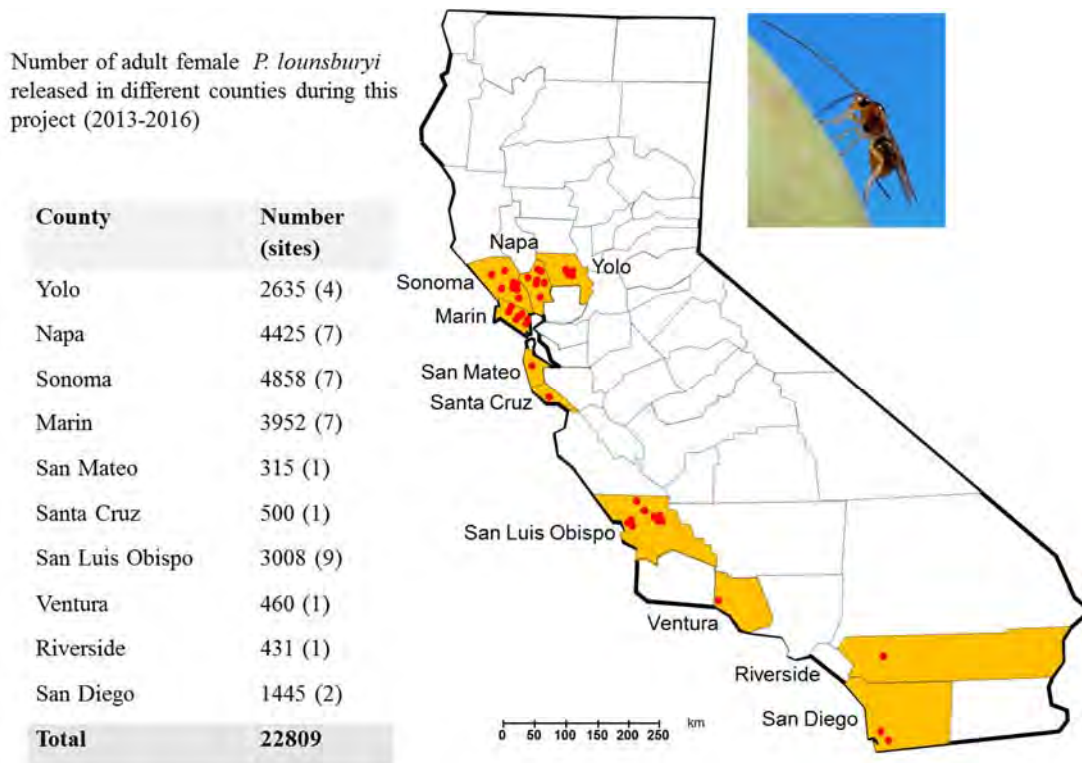 Number of adult female P. lounsburyi
released in different counties during this
project (2013-2016)
County Number
(sites)
Yolo 2635 (4)
Napa 4425 (7)
Sonoma 4858 (7)
Marin 3952 (7)
San Mateo 315 (1)
Santa Cruz 500 (1)
San Luis Obispo 3008 (9)
Ventura 460 (1)
Riverside 431 (1)
San Diego 1445 (2)
Total 22809
Napa
Yolo
Sonoma
Marin
San Mateo
Santa Cruz
San Luis Obispo
Ventura
Riverside
San Diego
km
0 50 100 150 200 250